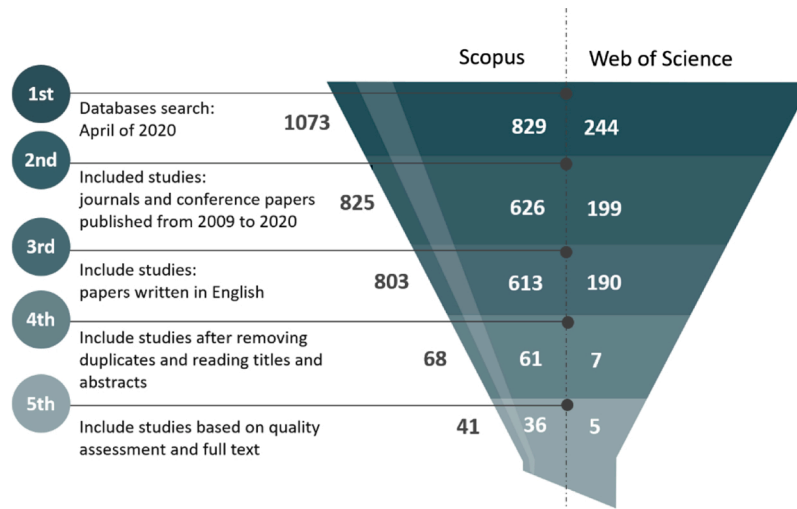 Scopus
Web of Science
1st
Databases search:
April of 2020
1073
829
244
2nd
Included studies:
journals and conference papers
published from 2009 to 2020
825
626
199
3rd
Include studies:
papers written in English
803
613
190
4th
Include studies after removing
duplicates and reading titles and
abstracts
68
61
7
5th
Include studies based on quality
assessment and full text
41
36
5